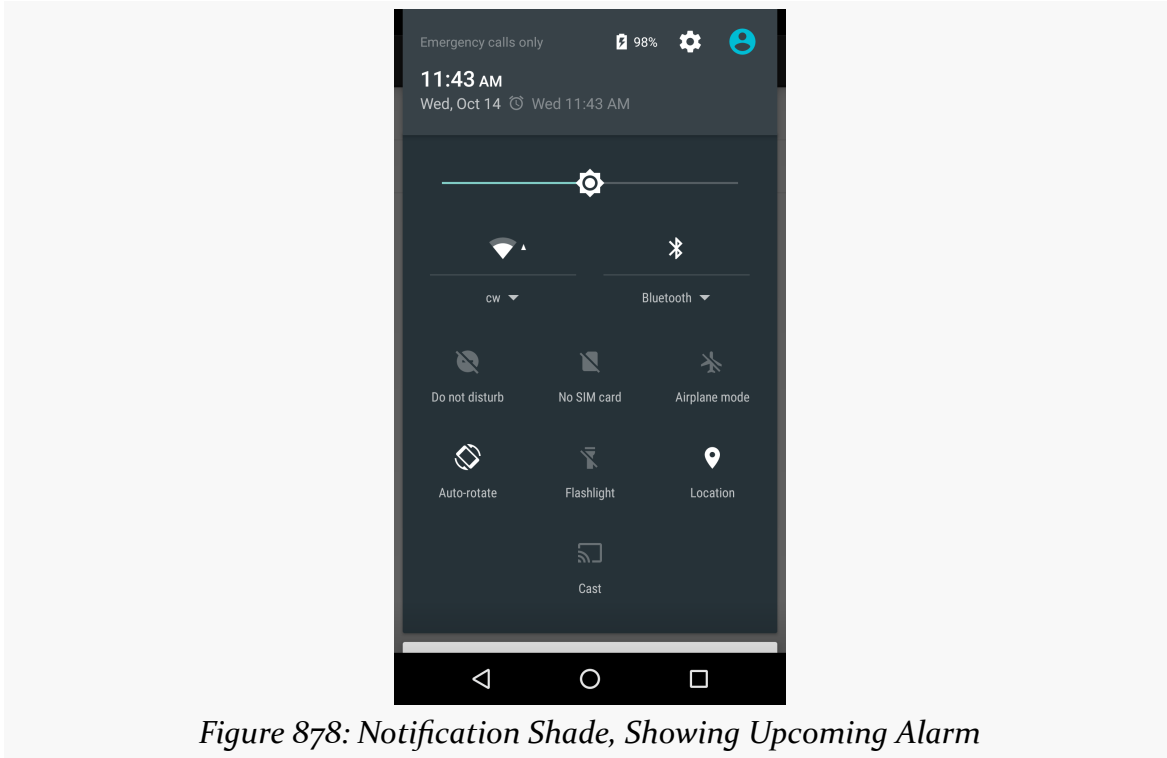 Emergency calls only 98%
11:43 AM
Wed, Oct 14 Wed 11:43 AM
cw Bluetooth
Do not disturb No SIM card Airplane mode
Auto-rotate Flashlight Location
Cast
Figure 878: Notification Shade, Showing Upcoming Alarm